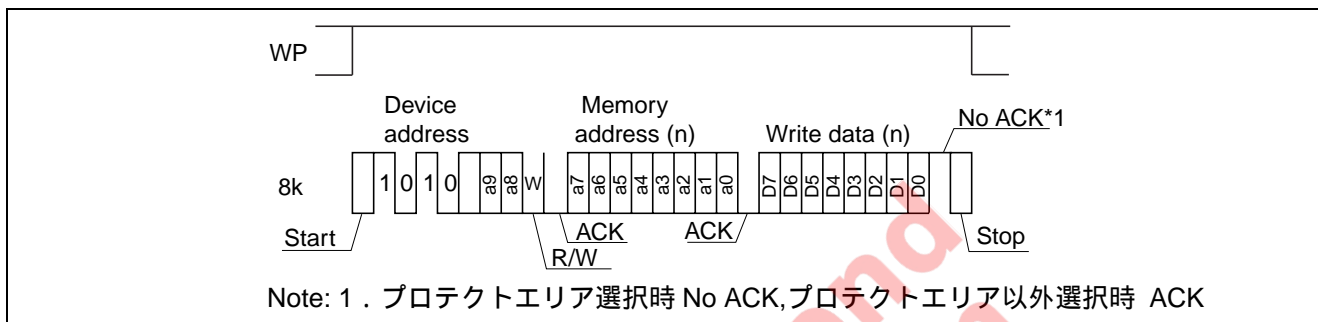 WP
Device address
Memory address (n)
Write data (n)
No ACK*1
8k
1 0 1 0 a9 a8 W a7 a6 a5 a4 a3 a2 a1 a0 D7 D6 D5 D4 D3 D2 D1 D0
Start
R/W
ACK
ACK
Stop
Note: 1．プロテクトエリア選択時 No ACK,プロテクトエリア以外選択時 ACK